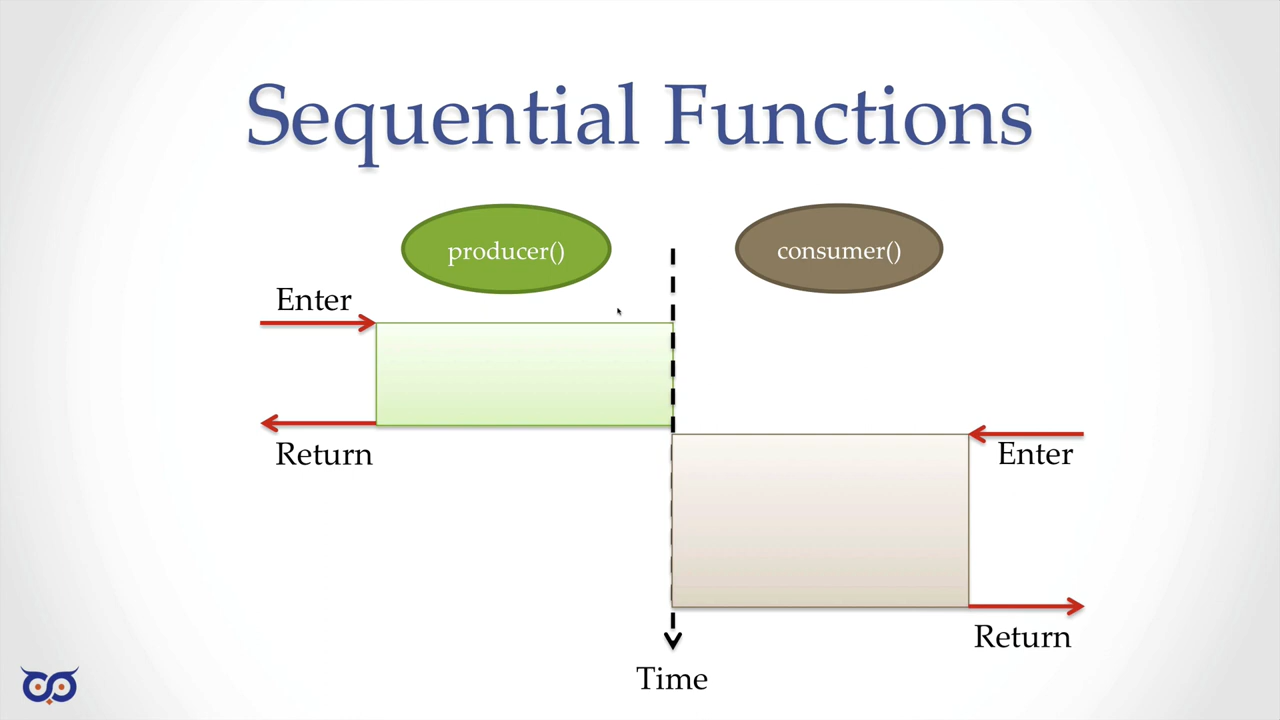 Sequential Functions
producer()
consumer()
Enter
Return
Enter
Return
Time